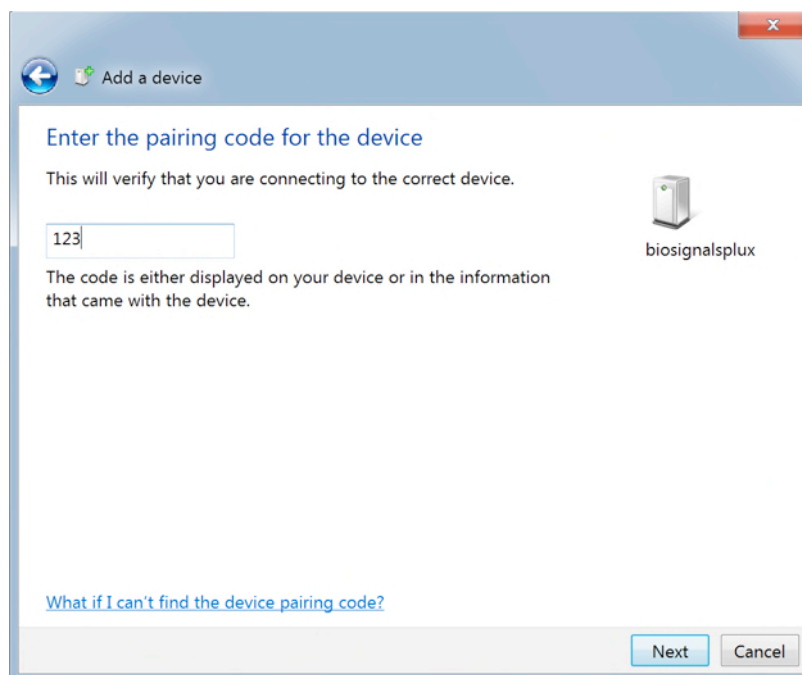 Add a device
Enter the pairing code for the device
This will verify that you are connecting to the correct device.
123
biosignalsplux
The code is either displayed on your device or in the information
that came with the device.
What if I can't find the device pairing code?
Next
Cancel